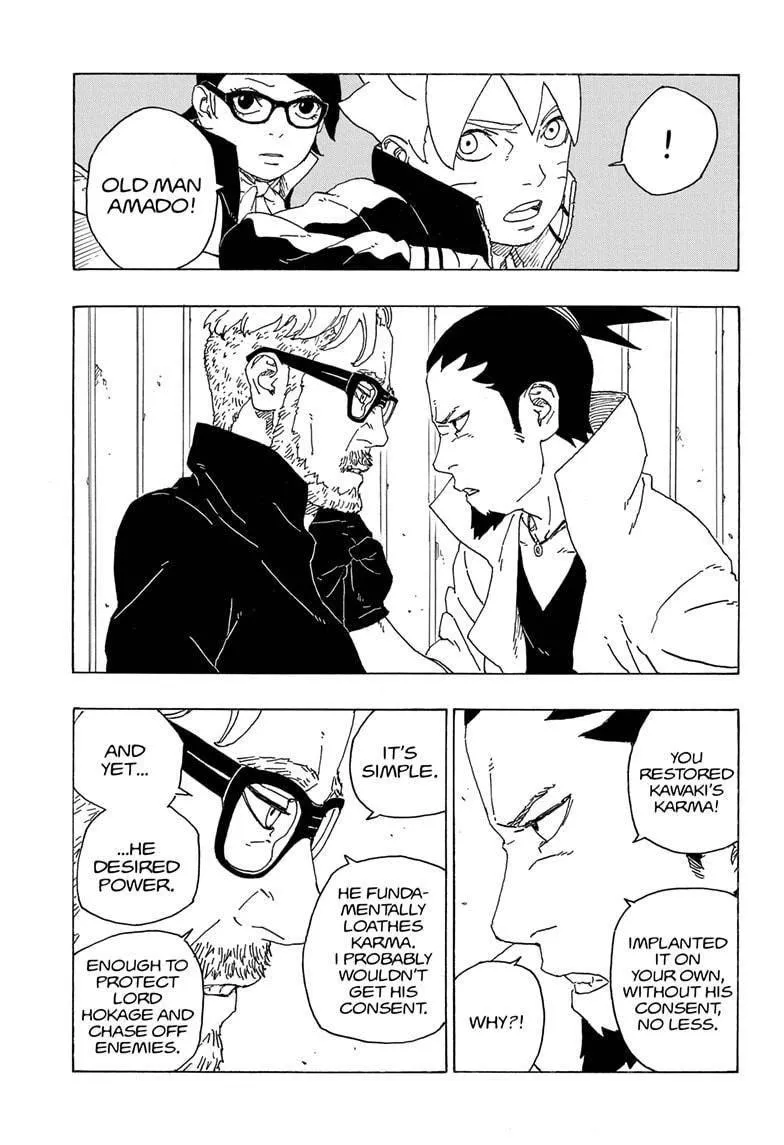 !
OLD MAN
AMADO!
YOU
RESTORED
KAWAKI'S
KARMA!
IMPLANTED
IT ON
YOUR OWN,
WITHOUT HIS
CONSENT,
NO LESS.
WHY?!
IT'S
SIMPLE.
HE FUNDA-
MENTALLY
LOATHES
KARMA.
I PROBABLY
WOULDN'T
GET HIS
CONSENT.
AND
YET...
...HE
DESIRED
POWER.
ENOUGH TO
PROTECT
LORD
HOKAGE AND
CHASE OFF
ENEMIES.